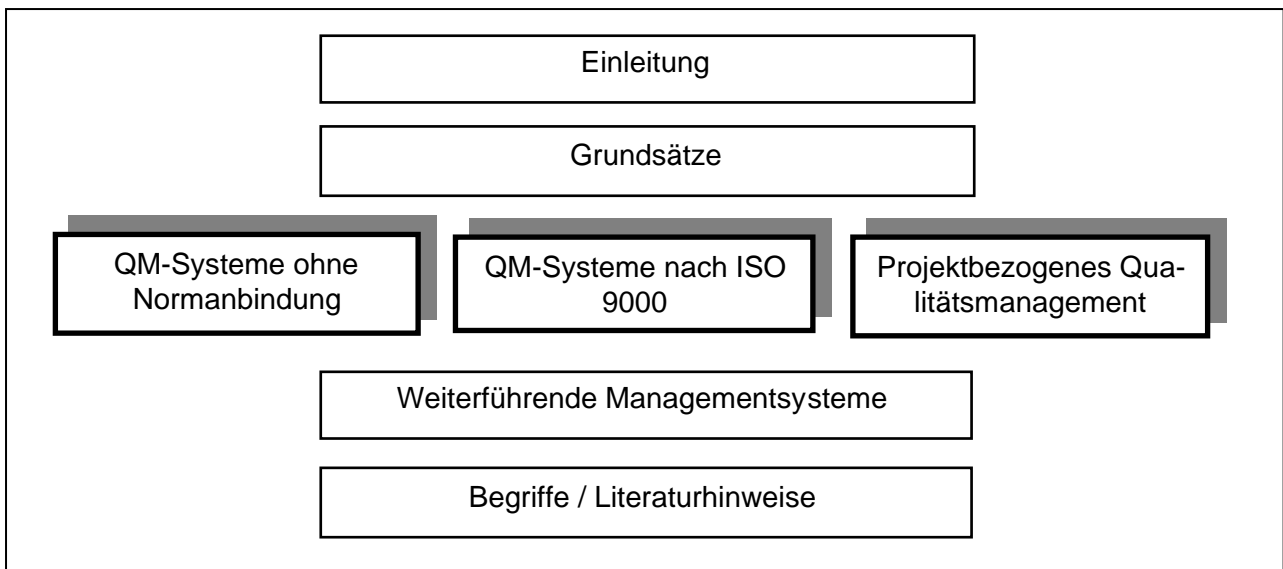 Einleitung
Grundsätze
QM-Systeme ohne
Normanbindung
QM-Systeme nach ISO
9000
Projektbezogenes Qua-
litätsmanagement
Weiterführende Managementsysteme
Begriffe / Literaturhinweise